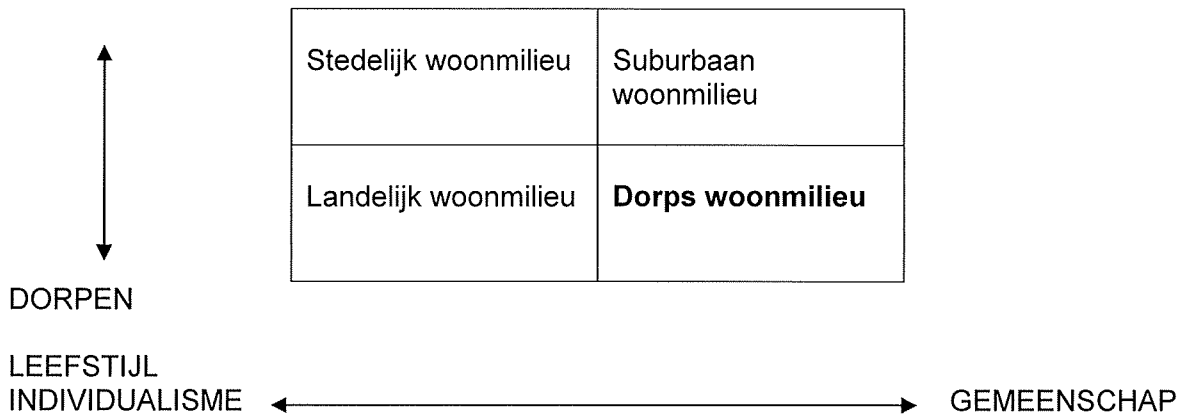 Stedelijk woonmilieu
Suburbaan
woonmilieu
Landelijk woonmilieu
Dorps woonmilieu
DORPEN
LEEFSTIJL
INDIVIDUALISME
GEMEENSCHAP